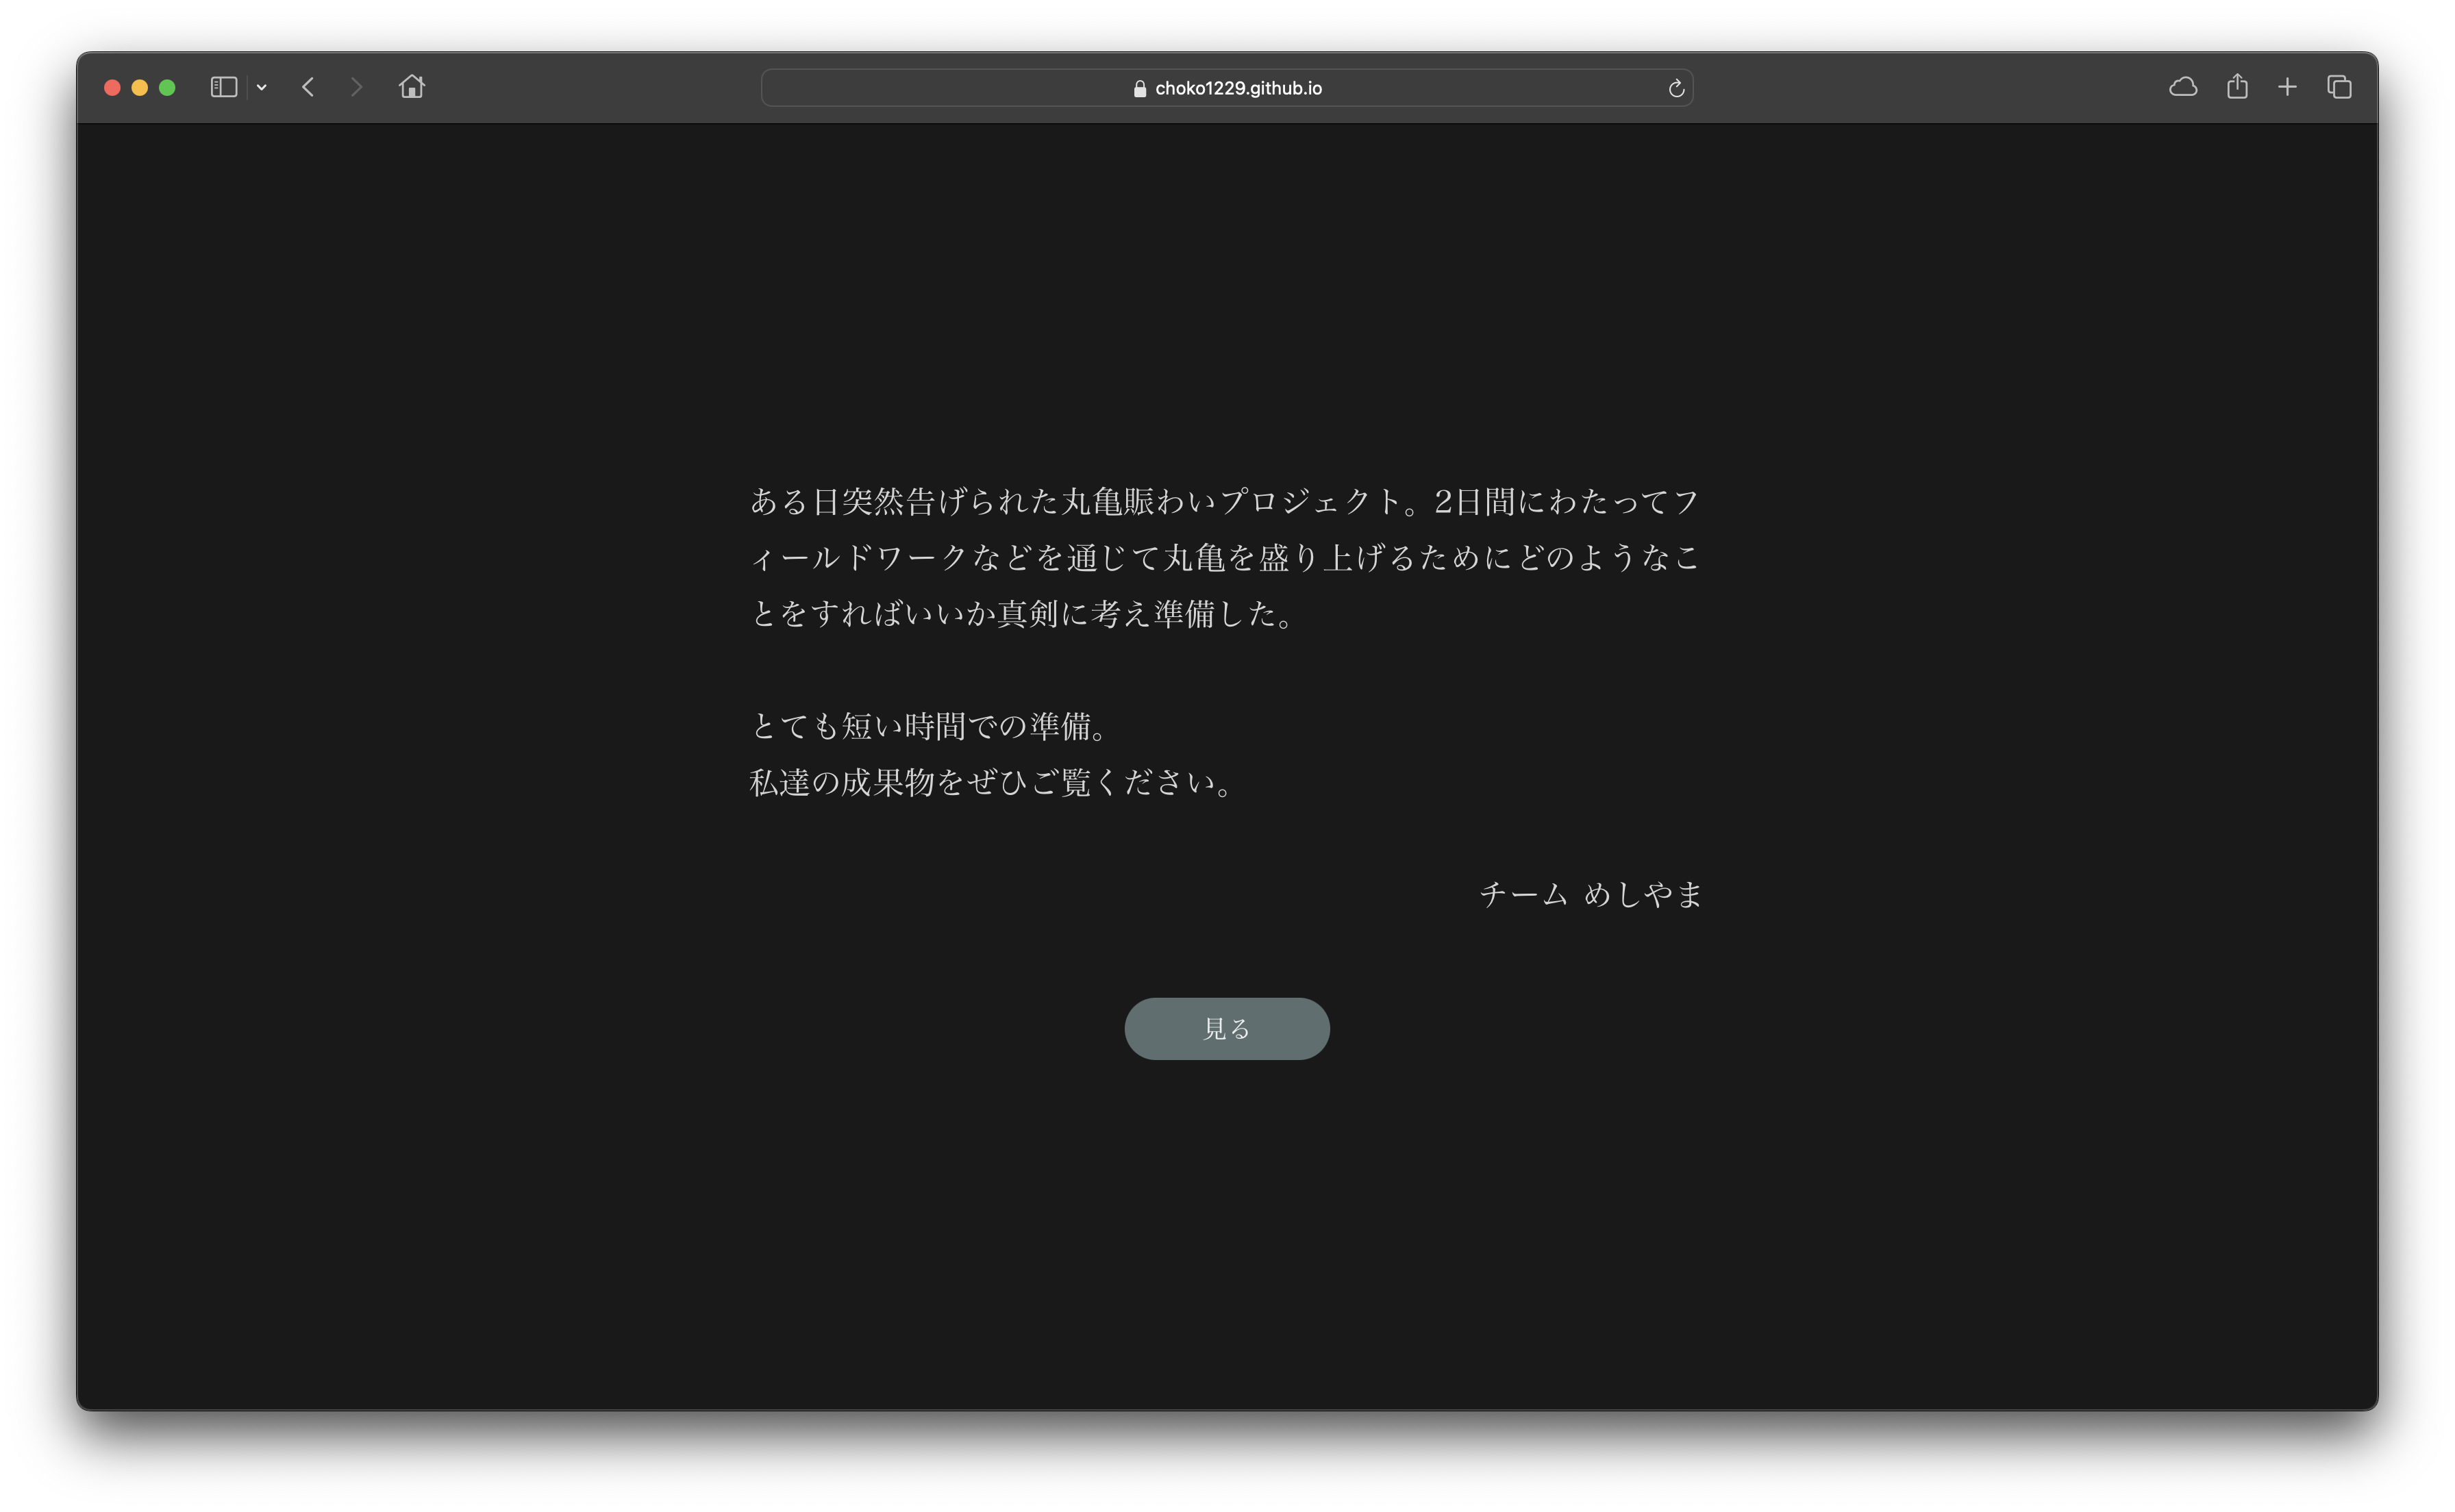 choko1229.github.io
ある日突然告げられた丸亀賑わいプロジェクト。2日間にわたってフ
ィールドワークなどを通じて丸亀を盛り上げるためにどのようなこ
とをすればいいか真剣に考え準備した。
とても短い時間での準備。
私達の成果物をぜひご覧ください。
チーム めしやま
見る